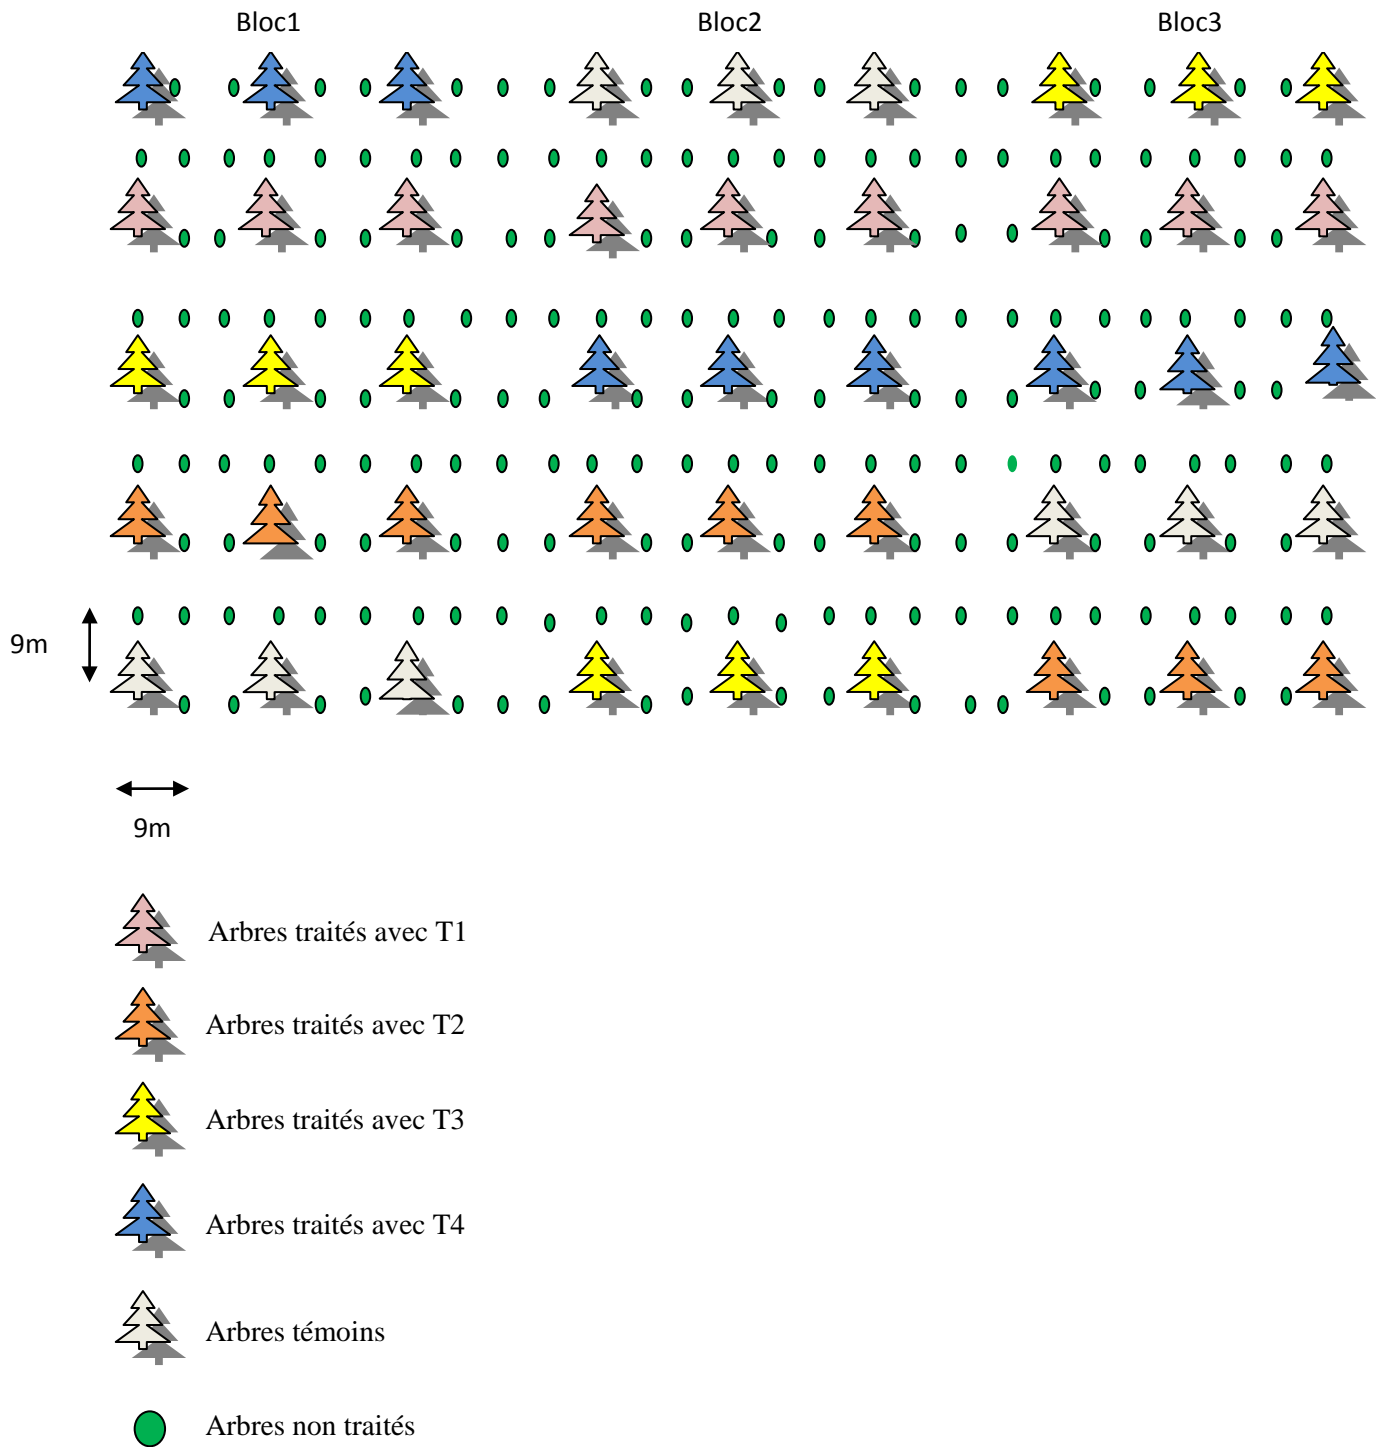 Bloc1 Bloc2 Bloc3
9m
9m
Arbres traités avec T1
Arbres traités avec T2
Arbres traités avec T3
Arbres traités avec T4
Arbres témoins
Arbres non traités